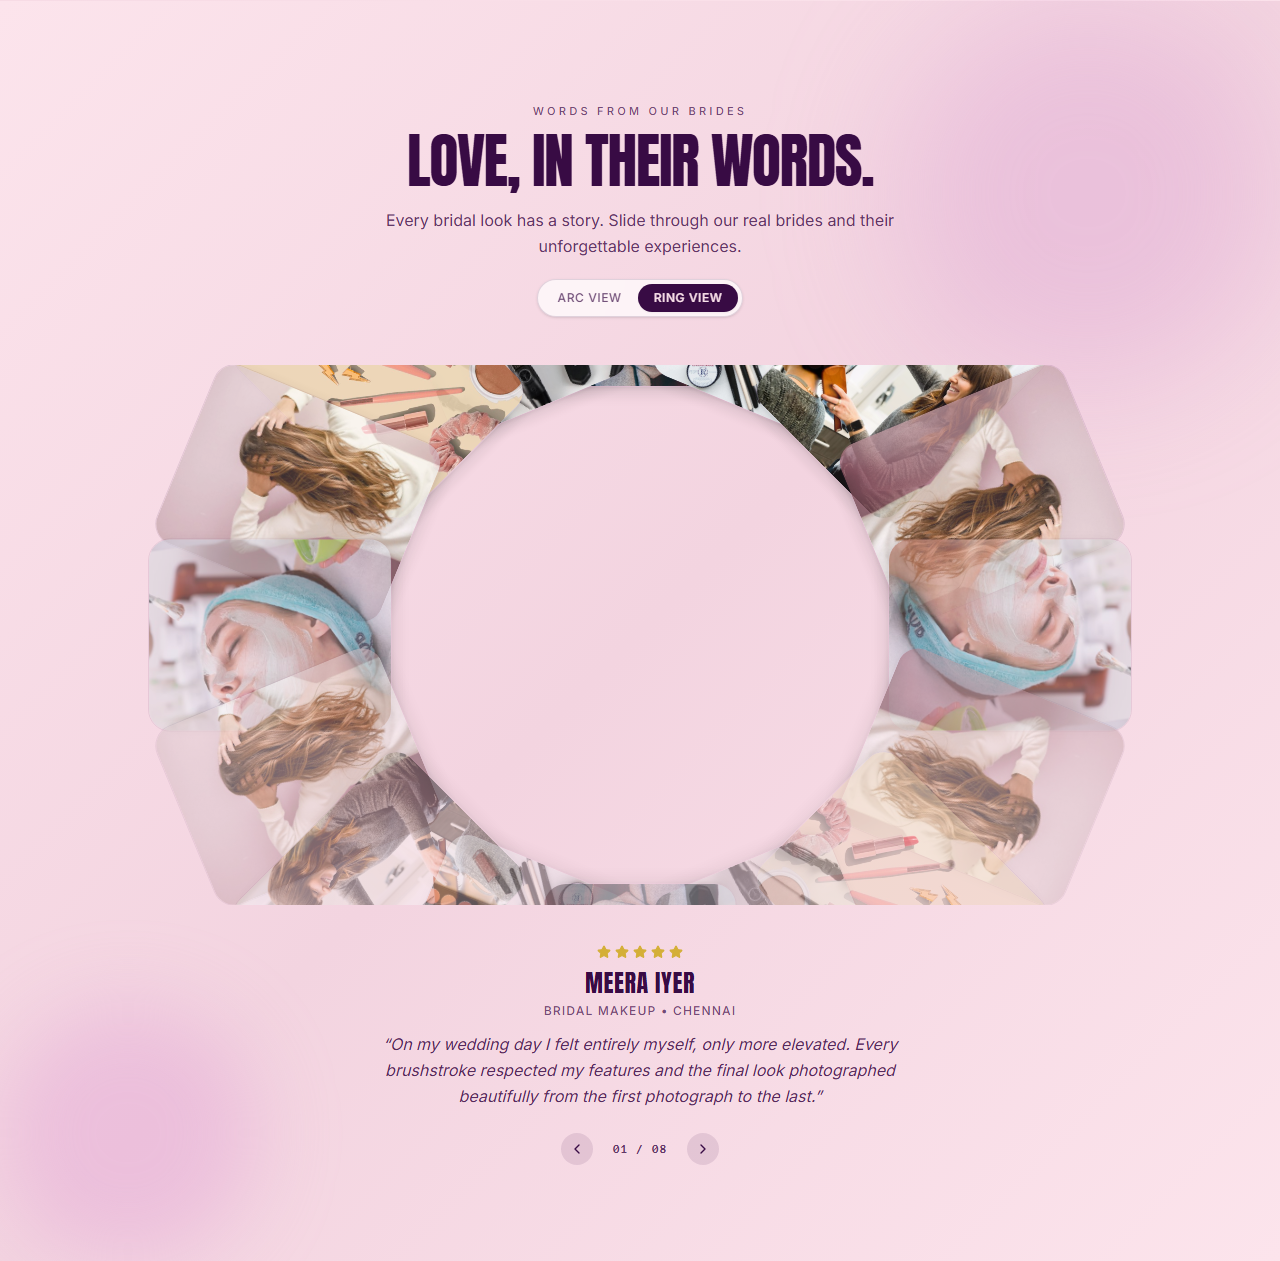 WORDS FROM OUR BRIDES
LOVE, IN THEIR WORDS.
Every bridal look has a story. Slide through our real brides and their
unforgettable experiences.
ARC VIEW
RING VIEW
MEERA IYER
BRIDAL MAKEUP • CHENNAI
“On my wedding day I felt entirely myself, only more elevated. Every
brushstroke respected my features and the final look photographed
beautifully from the first photograph to the last.”
01 / 08